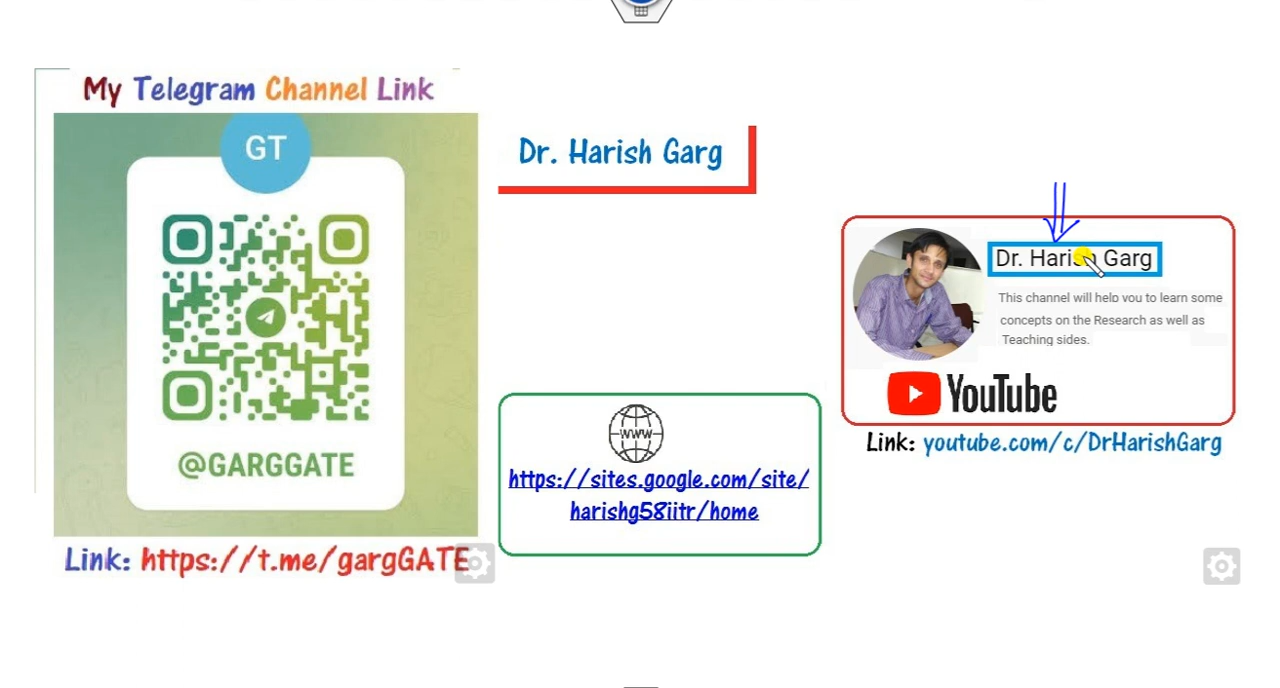 My Telegram Channel Link
GT
@GARGGATE
Link: https://t.me/gargGATE
Dr. Harish Garg
www
https://sites.google.com/site/
harishg58iitr/home
Dr. Harish Garg
This channel will help you to learn some
concepts on the Research as well as
Teaching sides.
YouTube
Link: youtube.com/c/DrHarishGarg